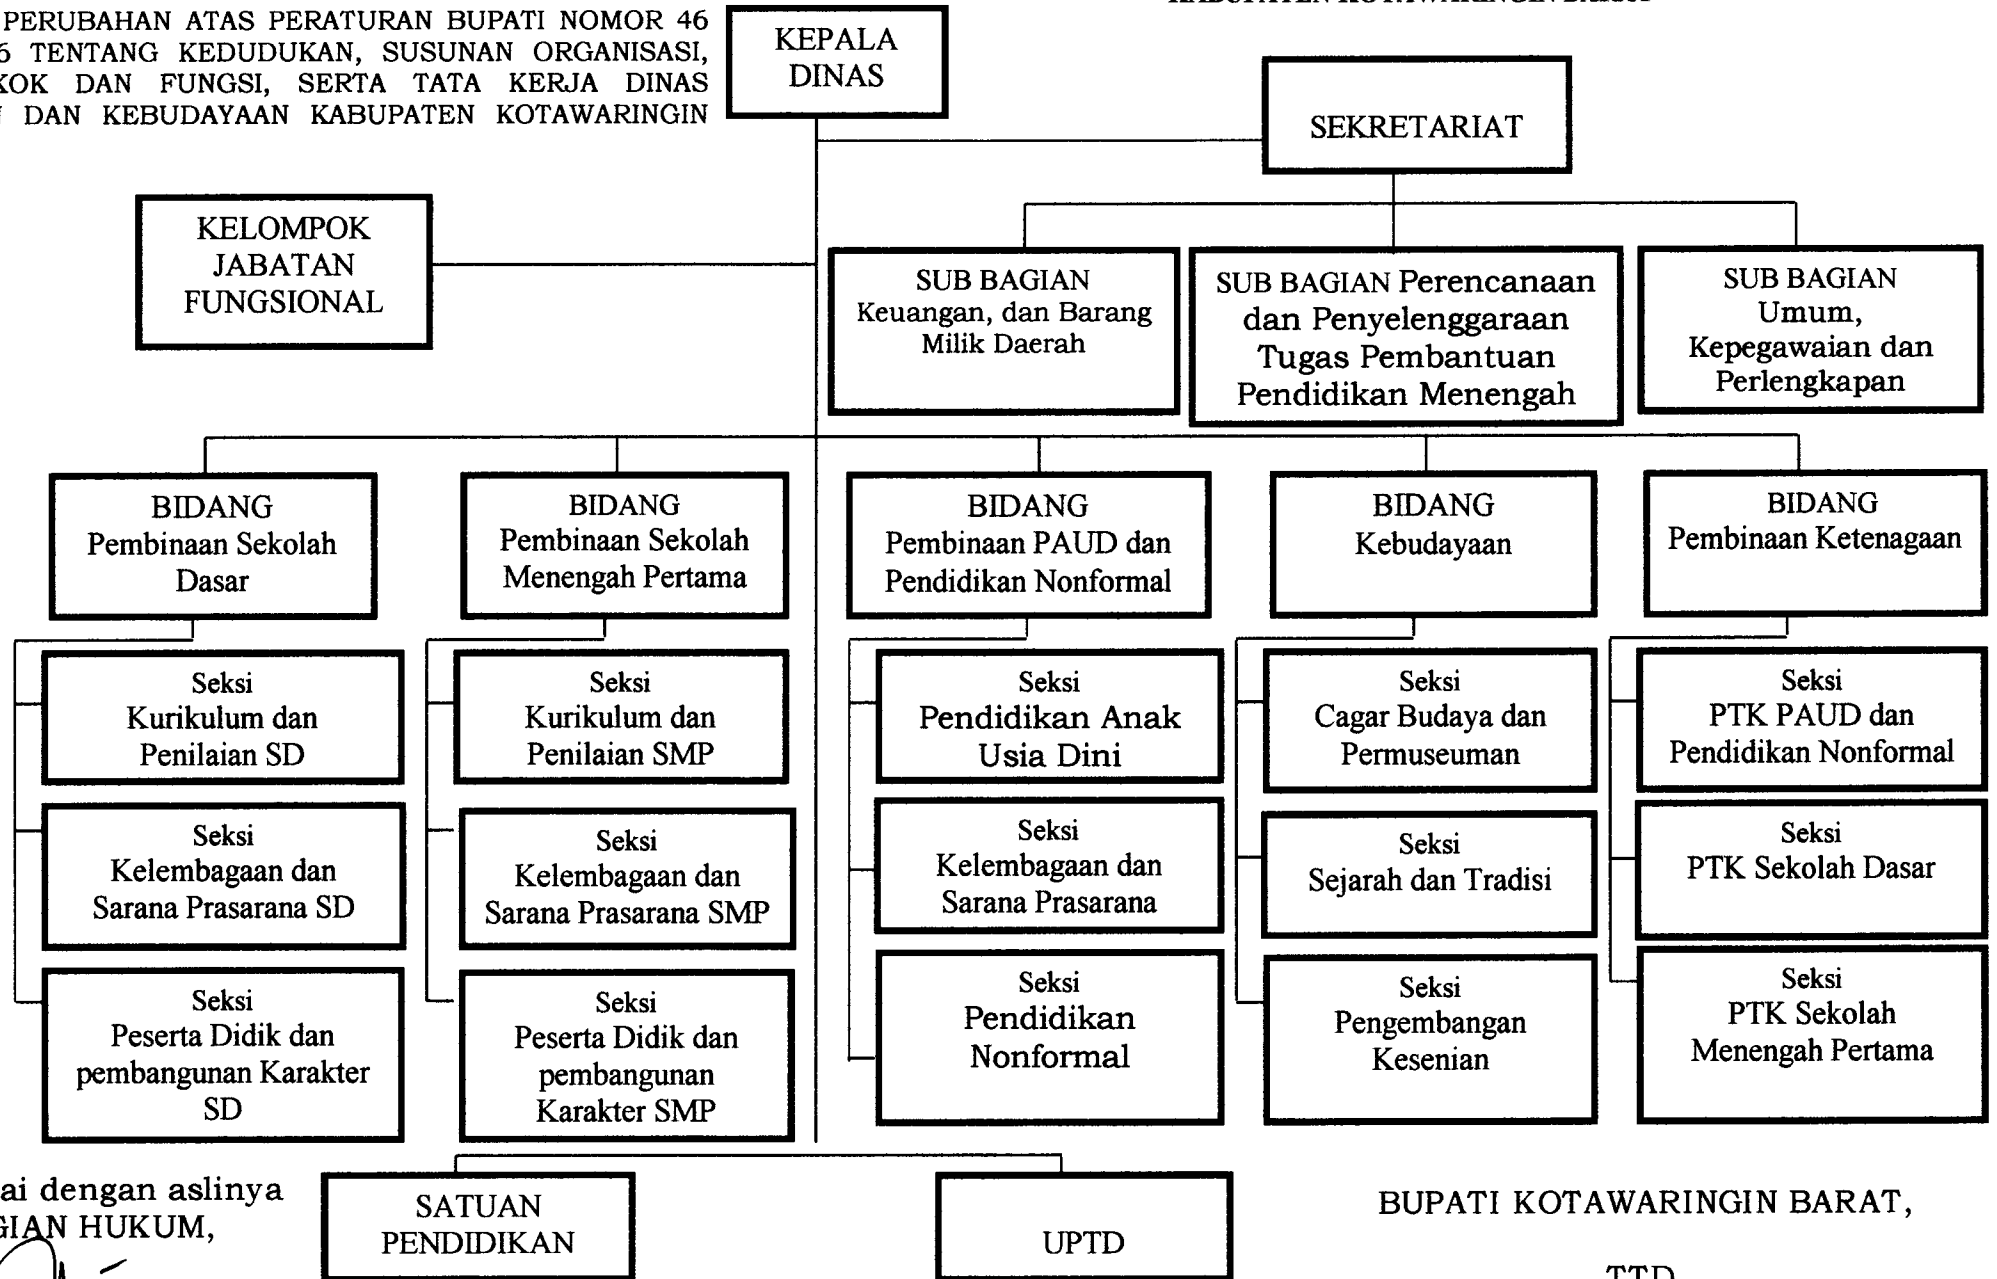 PERUBAHAN ATAS PERATURAN BUPATI NOMOR 46
6 TENTANG KEDUDUKAN, SUSUNAN ORGANISASI,
KOK DAN FUNGSI, SERTA TATA KERJA DINAS
DAN KEBUDAYAAN KABUPATEN KOTAWARINGIN
KABUPATEN KOTAWARINGIN BARAT
KEPALA
DINAS
SEKRETARIAT
KELOMPOK
JABATAN
FUNGSIONAL
SUB BAGIAN
Keuangan, dan Barang
Milik Daerah
SUB BAGIAN Perencanaan
dan Penyelenggaraan
Tugas Pembantuan
Pendidikan Menengah
SUB BAGIAN
Umum,
Kepegawaian dan
Perlengkapan
BIDANG
Pembinaan Sekolah
Dasar
BIDANG
Pembinaan Sekolah
Menengah Pertama
BIDANG
Pembinaan PAUD dan
Pendidikan Nonformal
BIDANG
Kebudayaan
BIDANG
Pembinaan Ketenagaan
Seksi
Kurikulum dan
Penilaian SD
Seksi
Kurikulum dan
Penilaian SMP
Seksi
Pendidikan Anak
Usia Dini
Seksi
Cagar Budaya dan
Permuseuman
Seksi
PTK PAUD dan
Pendidikan Nonformal
Seksi
Kelembagaan dan
Sarana Prasarana SD
Seksi
Kelembagaan dan
Sarana Prasarana SMP
Seksi
Kelembagaan dan
Sarana Prasarana
Seksi
Sejarah dan Tradisi
Seksi
PTK Sekolah Dasar
Seksi
Peserta Didik dan
pembangunan Karakter
SD
Seksi
Peserta Didik dan
pembangunan
Karakter SMP
Seksi
Pendidikan
Nonformal
Seksi
Pengembangan
Kesenian
Seksi
PTK Sekolah
Menengah Pertama
ai dengan aslinya
GIAN HUKUM,
SATUAN
PENDIDIKAN
UPTD
BUPATI KOTAWARINGIN BARAT,
TTD